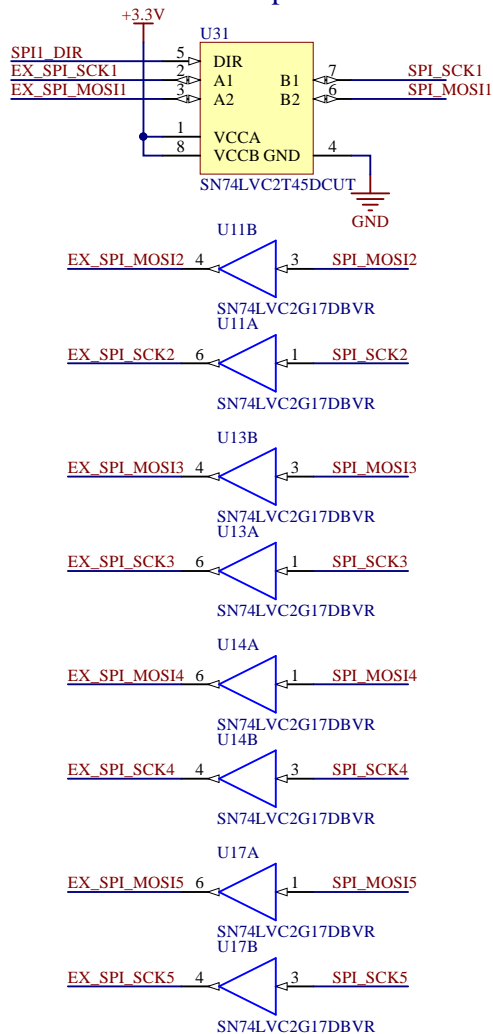 +3.3V
U31
SPI1_DIR 5 DIR
EX_SPI_SCK1 2 A1 B1 7 SPI_SCK1
EX_SPI_MOSI1 3 A2 B2 6 SPI_MOSI1
1 VCCA
8 VCCB GND 4
SN74LVC2T45DCUT
GND
U11B
EX_SPI_MOSI2 4 3 SPI_MOSI2
SN74LVC2G17DBVR
U11A
EX_SPI_SCK2 6 1 SPI_SCK2
SN74LVC2G17DBVR
U13B
EX_SPI_MOSI3 4 3 SPI_MOSI3
SN74LVC2G17DBVR
U13A
EX_SPI_SCK3 6 1 SPI_SCK3
SN74LVC2G17DBVR
U14A
EX_SPI_MOSI4 6 1 SPI_MOSI4
SN74LVC2G17DBVR
U14B
EX_SPI_SCK4 4 3 SPI_SCK4
SN74LVC2G17DBVR
U17A
EX_SPI_MOSI5 6 1 SPI_MOSI5
SN74LVC2G17DBVR
U17B
EX_SPI_SCK5 4 3 SPI_SCK5
SN74LVC2G17DBVR